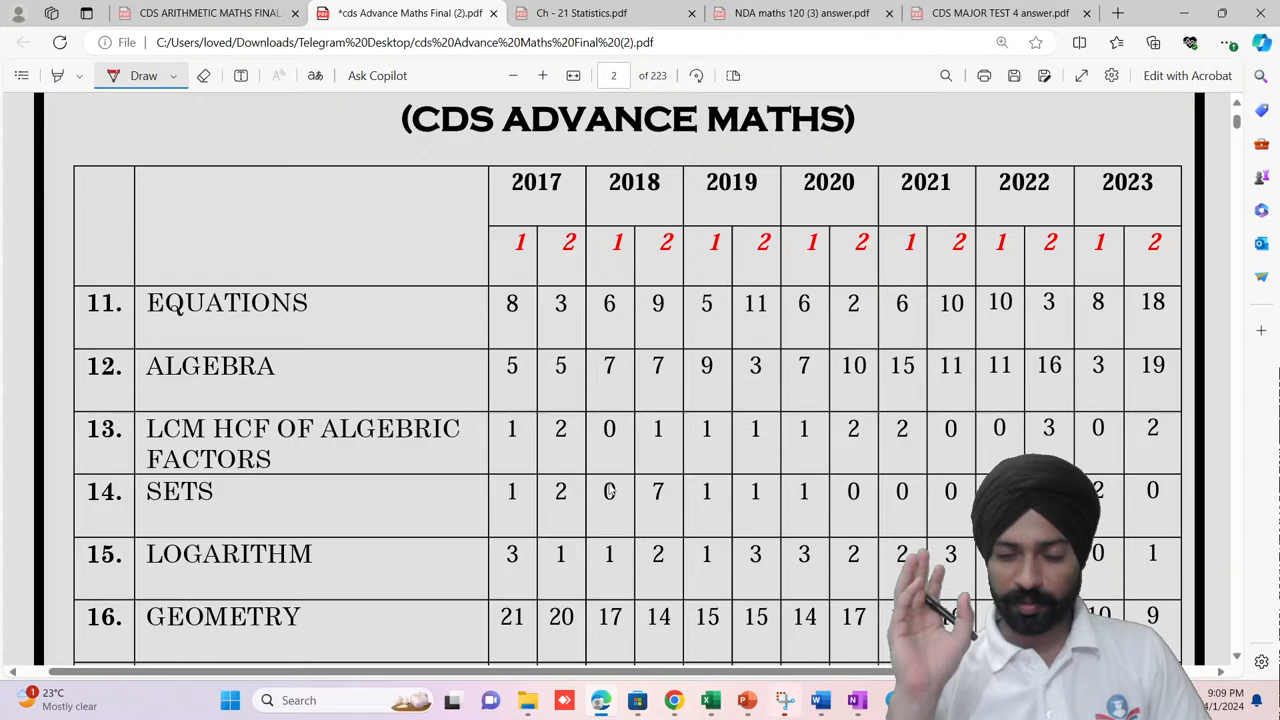 CDS ARITHMETIC MATHS FINAL
*cds Advance Maths Final (2).pdf
Ch - 21 Statistics.pdf
NDA maths 120 (3) answer.pdf
CDS MAJOR TEST 4 answer.pdf
File
C:/Users/loved/Downloads/Telegram%20Desktop/cds%20Advance%20Maths%20Final%20(2).pdf
Draw
Ask Copilot
2 of 223
Edit with Acrobat
(CDS ADVANCE MATHS)
2017 2018 2019 2020 2021 2022 2023
1 2 1 2 1 2 1 2 1 2 1 2 1 2
11. EQUATIONS 8 3 6 9 5 11 6 2 6 10 10 3 8 18
12. ALGEBRA 5 5 7 7 9 3 7 10 15 11 11 16 3 19
13. LCM HCF OF ALGEBRIC 1 2 0 1 1 1 1 2 2 0 0 3 0 2
FACTORS
14. SETS 1 2 0 7 1 1 1 0 0 0 2 0
15. LOGARITHM 3 1 1 2 1 3 3 2 2 3 0 1
16. GEOMETRY 21 20 17 14 15 15 14 17 9
1
23°C
Mostly clear
Search
9:09 PM
4/1/2024